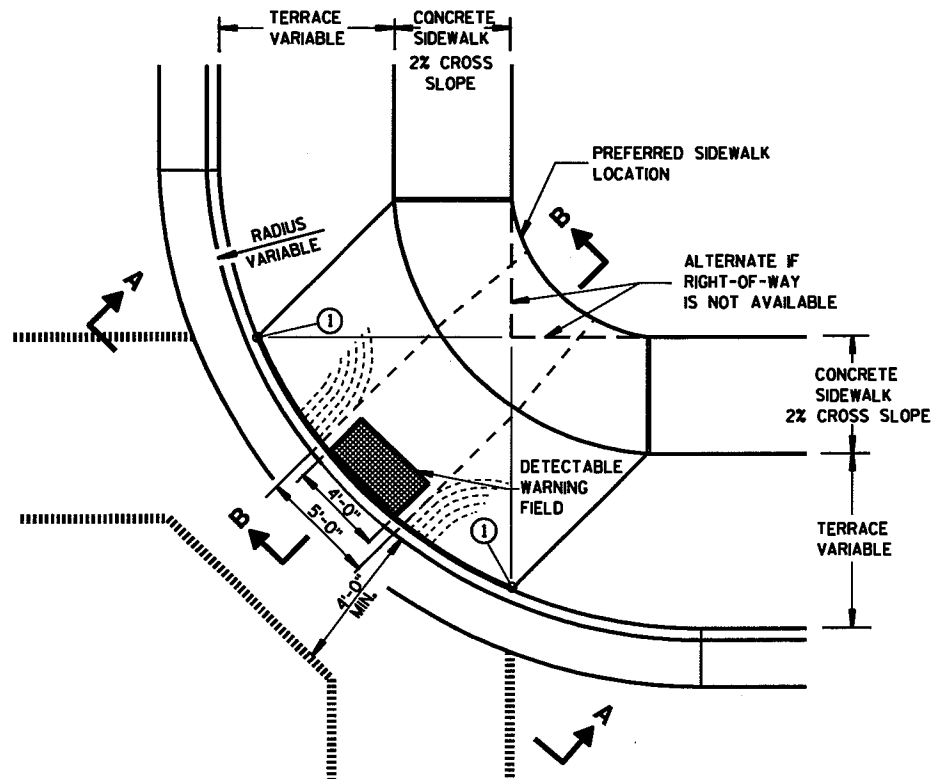 TERRACE
VARIABLE
CONCRETE
SIDEWALK
2% CROSS
SLOPE
PREFERRED SIDEWALK
LOCATION
B
RADIUS
VARIABLE
ALTERNATE IF
RIGHT-OF-WAY
IS NOT AVAILABLE
A
1
CONCRETE
SIDEWALK
2% CROSS SLOPE
DETECTABLE
WARNING
FIELD
4'-0"
5'-0"
B
1
TERRACE
VARIABLE
4'-0"
MIN.
A